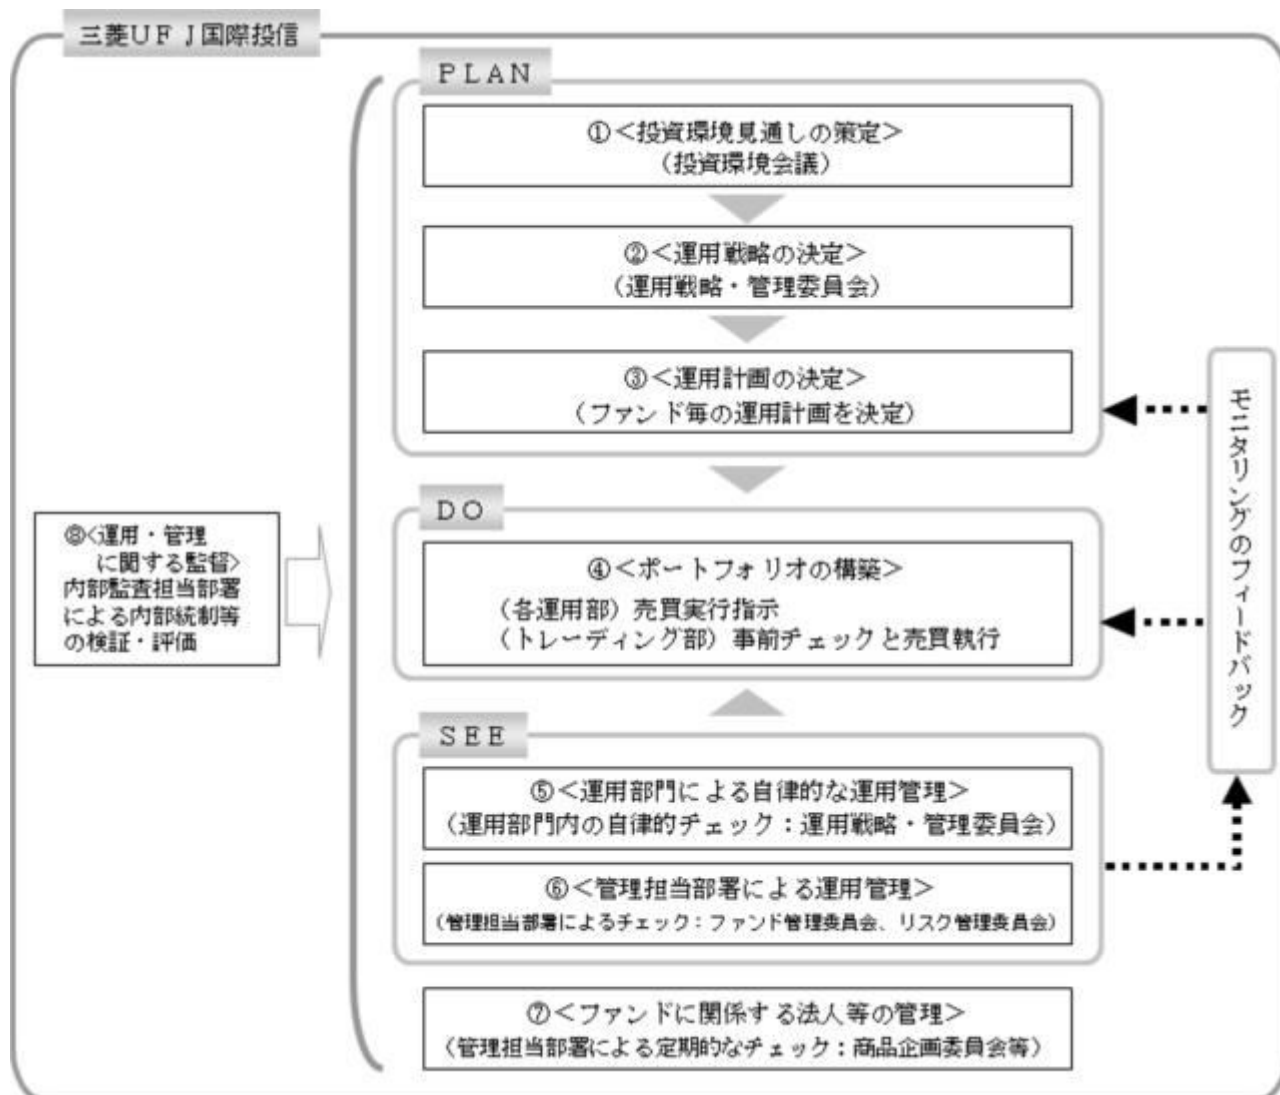 三菱ＵＦＪ国際投信
ＰＬＡＮ
①＜投資環境見通しの策定＞
（投資環境会議）
②＜運用戦略の決定＞
（運用戦略・管理委員会）
③＜運用計画の決定＞
（ファンド毎の運用計画を決定）
ＤＯ
④＜ポートフォリオの構築＞
（各運用部）売買実行指示
（トレーディング部）事前チェックと売買執行
ＳＥＥ
⑤＜運用部門による自律的な運用管理＞
（運用部門内の自律的チェック：運用戦略・管理委員会）
⑥＜管理担当部署による運用管理＞
（管理担当部署によるチェック：ファンド管理委員会、リスク管理委員会）
⑦＜ファンドに関係する法人等の管理＞
（管理担当部署による定期的なチェック：商品企画委員会等）
⑧＜運用・管理
に関する監督＞
内部監査担当部署
による内部統制等
の検証・評価
モニタリングのフィードバック